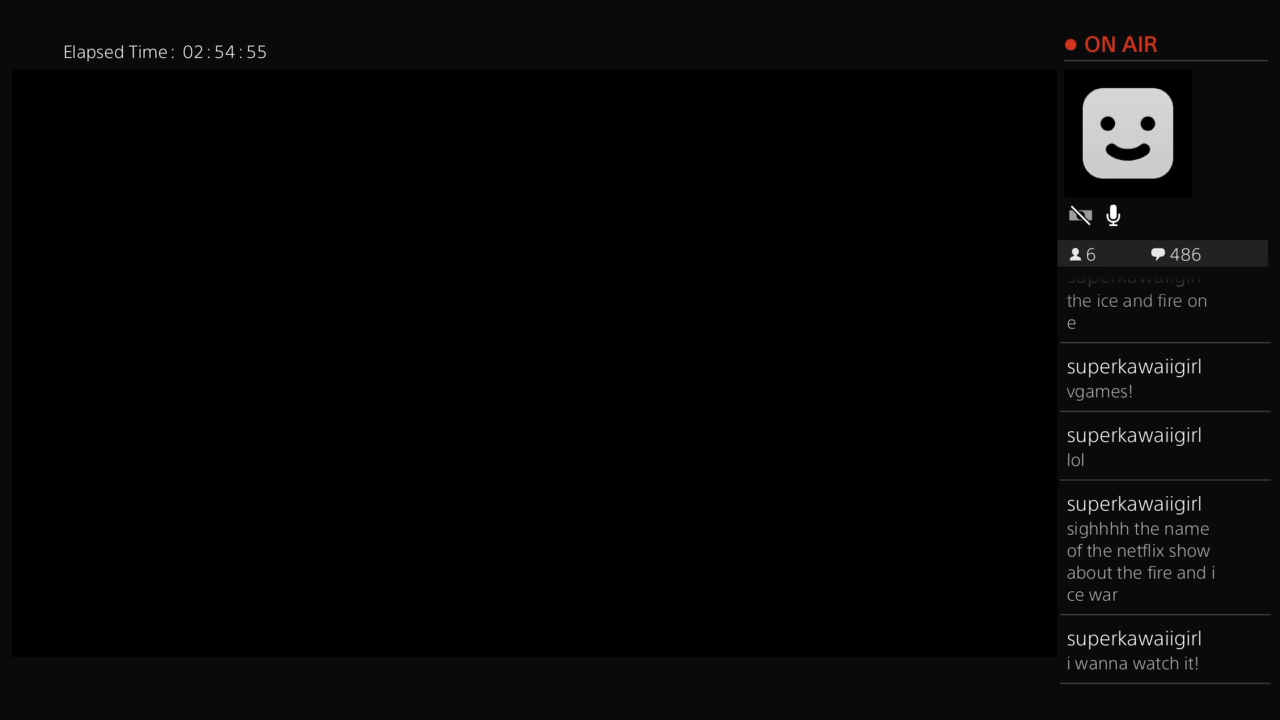 Elapsed Time: 02:54:55
ON AIR
6 486
superkawaiigirl
the ice and fire on
e
superkawaiigirl
vgames!
superkawaiigirl
lol
superkawaiigirl
sighhhh the name
of the netflix show
about the fire and i
ce war
superkawaiigirl
i wanna watch it!